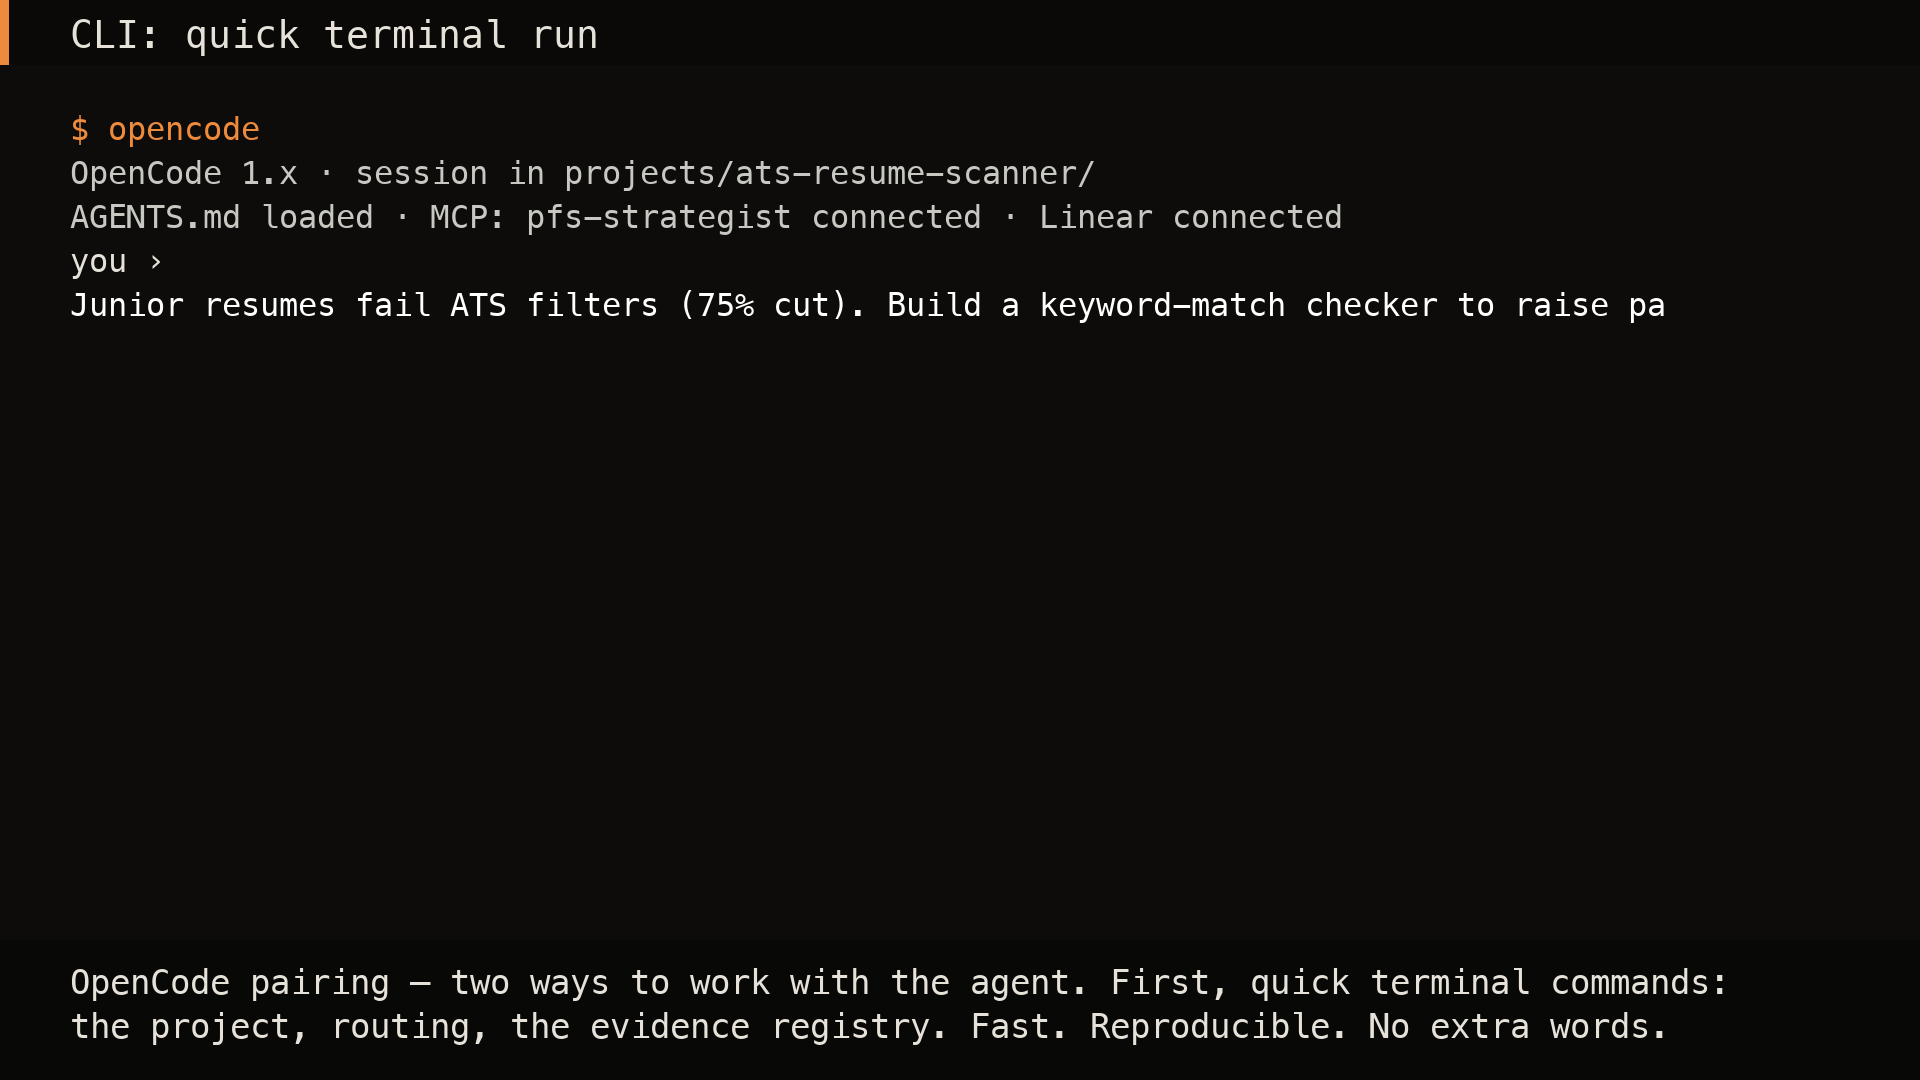 CLI: quick terminal run
$ opencode
OpenCode 1.x · session in projects/ats-resume-scanner/
AGENTS.md loaded · MCP: pfs-strategist connected · Linear connected
you ›
Junior resumes fail ATS filters (75% cut). Build a keyword-match checker to raise pa
OpenCode pairing — two ways to work with the agent. First, quick terminal commands:
the project, routing, the evidence registry. Fast. Reproducible. No extra words.